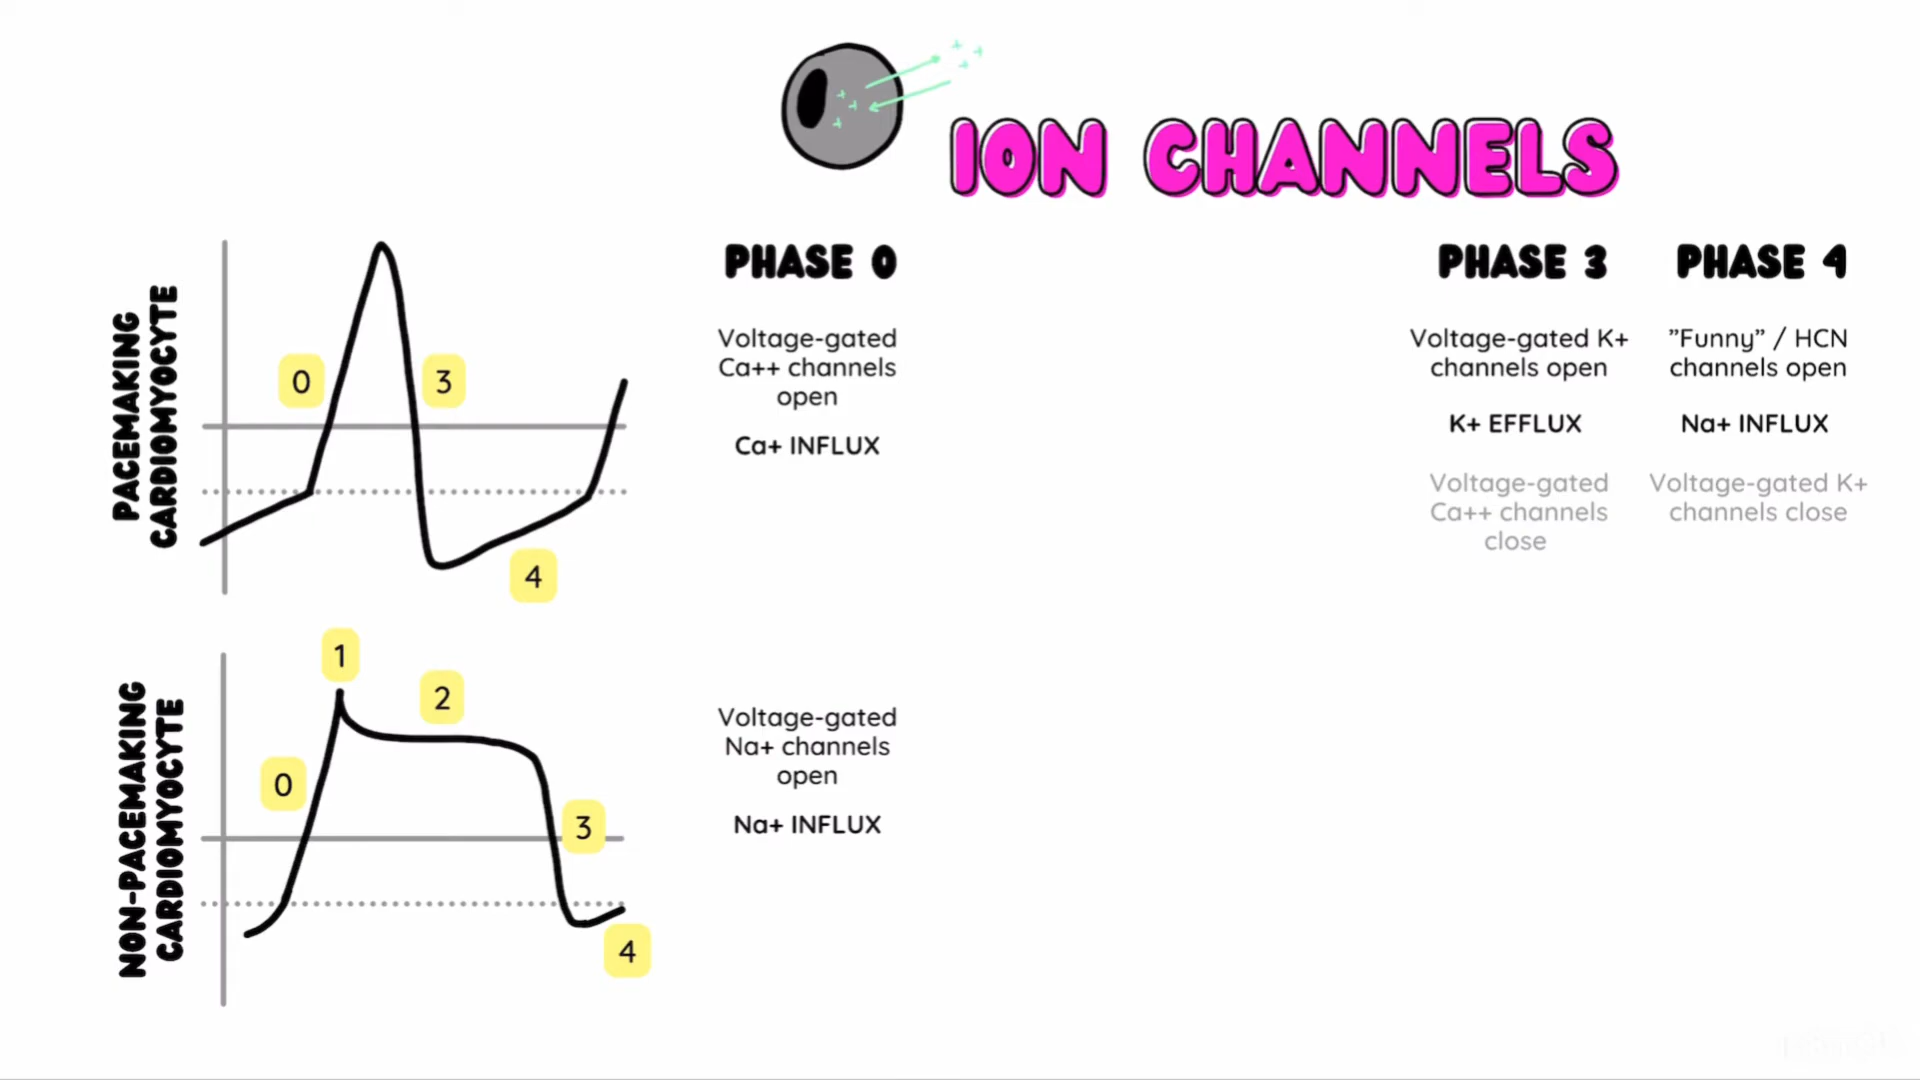 ION CHANNELS
PACEMAKING
CARDIOMYOCYTE
0
3
4
PHASE 0
Voltage-gated
Ca++ channels
open
Ca+ INFLUX
PHASE 3
Voltage-gated K+
channels open
K+ EFFLUX
Voltage-gated
Ca++ channels
close
PHASE 4
"Funny" / HCN
channels open
Na+ INFLUX
Voltage-gated K+
channels close
NON-PACEMAKING
CARDIOMYOCYTE
1
2
0
3
4
Voltage-gated
Na+ channels
open
Na+ INFLUX